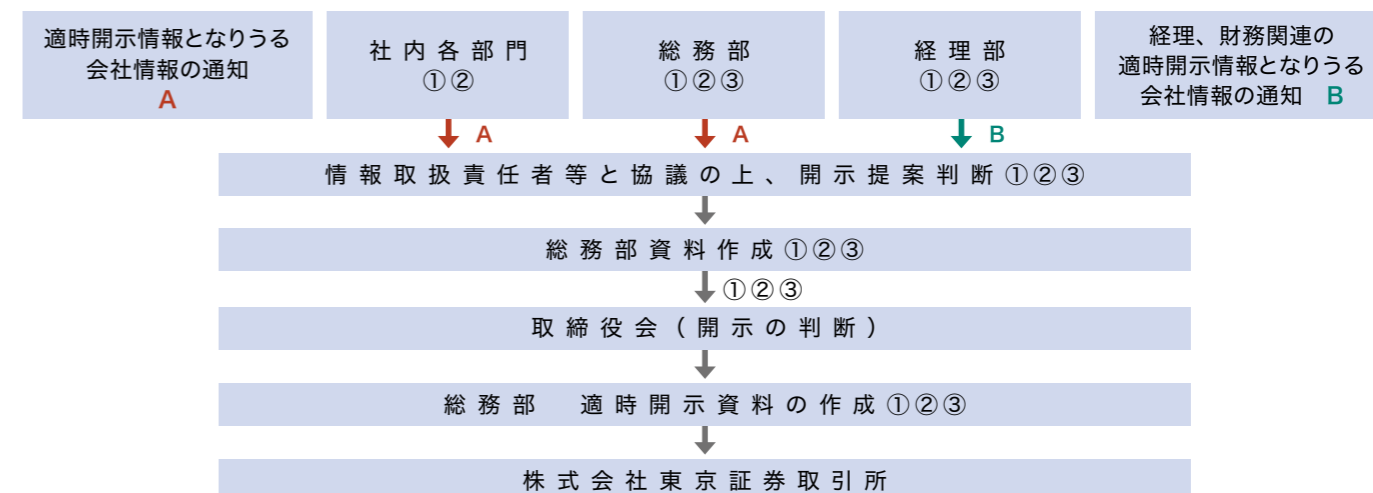 適時開示情報となりうる
会社情報の通知
A
社内各部門
①②
総務部
①②③
経理部
①②③
経理、財務関連の
適時開示情報となりうる
会社情報の通知 B
A
A
B
情報取扱責任者等と協議の上、開示提案判断①②③
総務部資料作成①②③
①②③
取締役会(開示の判断)
総務部 適時開示資料の作成①②③
株式会社東京証券取引所